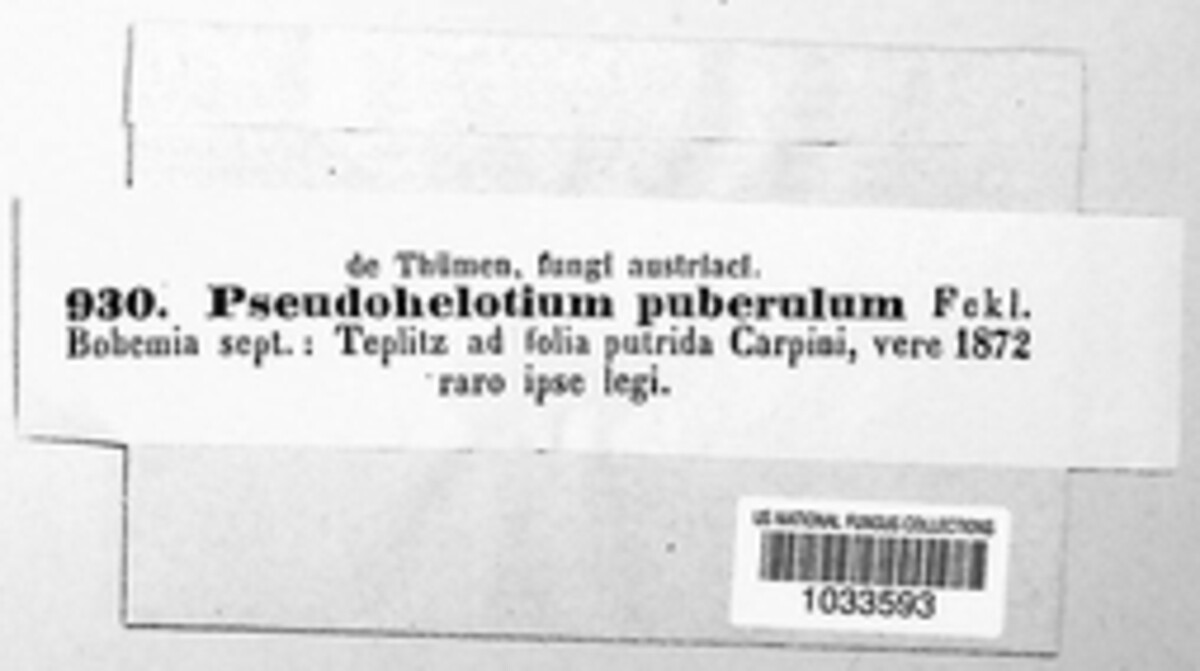 de Thümen, fungi austriaci.
930. Pseudohelotium puberulum Fckl.
Bohemia sept.: Teplitz ad folia putrida Carpini, vere 1872
raro ipse legi.
US NATIONAL FUNGUS COLLECTIONS
1033593